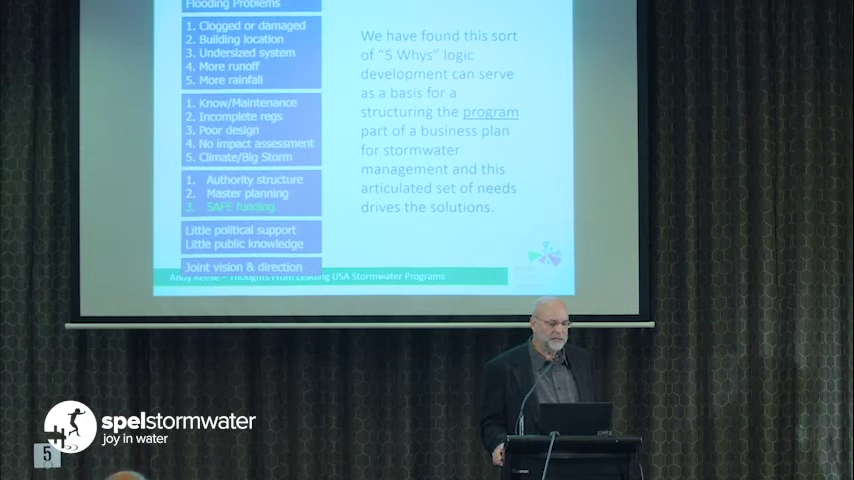 Flooding Problems
1. Clogged or damaged
2. Building location
3. Undersized system
4. More runoff
5. More rainfall
1. Know/Maintenance
2. Incomplete regs
3. Poor design
4. No impact assessment
5. Climate/Big Storm
1. Authority structure
2. Master planning
3. SAFE funding
Little political support
Little public knowledge
Joint vision & direction
We have found this sort
of "5 Whys" logic
development can serve
as a basis for a
structuring the program
part of a business plan
for stormwater
management and this
articulated set of needs
drives the solutions.
Andy Reese – Thoughts From Leading USA Stormwater Programs
spelstormwater
joy in water
5